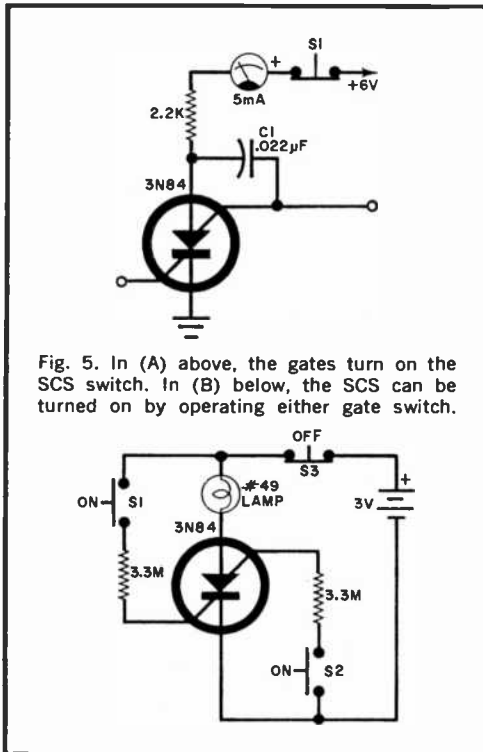 S1
+
+6V
5mA
2.2K
C1
.022µF
3N84
Fig. 5. In (A) above, the gates turn on the
SCS switch. In (B) below, the SCS can be
turned on by operating either gate switch.
OFF
S3
#49
LAMP
+
3V
ON
S1
3N84
3.3M
3.3M
ON
S2